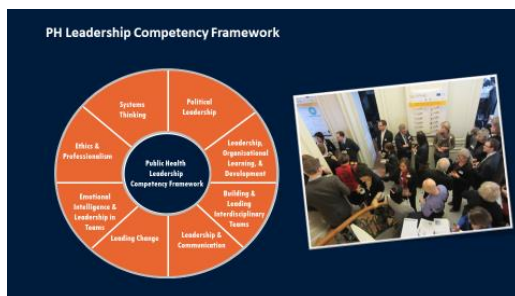 PH Leadership Competency Framework
Systems
Thinking
Political
Leadership
Leadership,
Organizational
Learning, &
Development
Building &
Leading
Interdisciplinary
Teams
Leadership &
Communication
Leading Change
Emotional
Intelligence &
Leadership in
Teams
Ethics &
Professionalism
Public Health
Leadership
Competency Framework